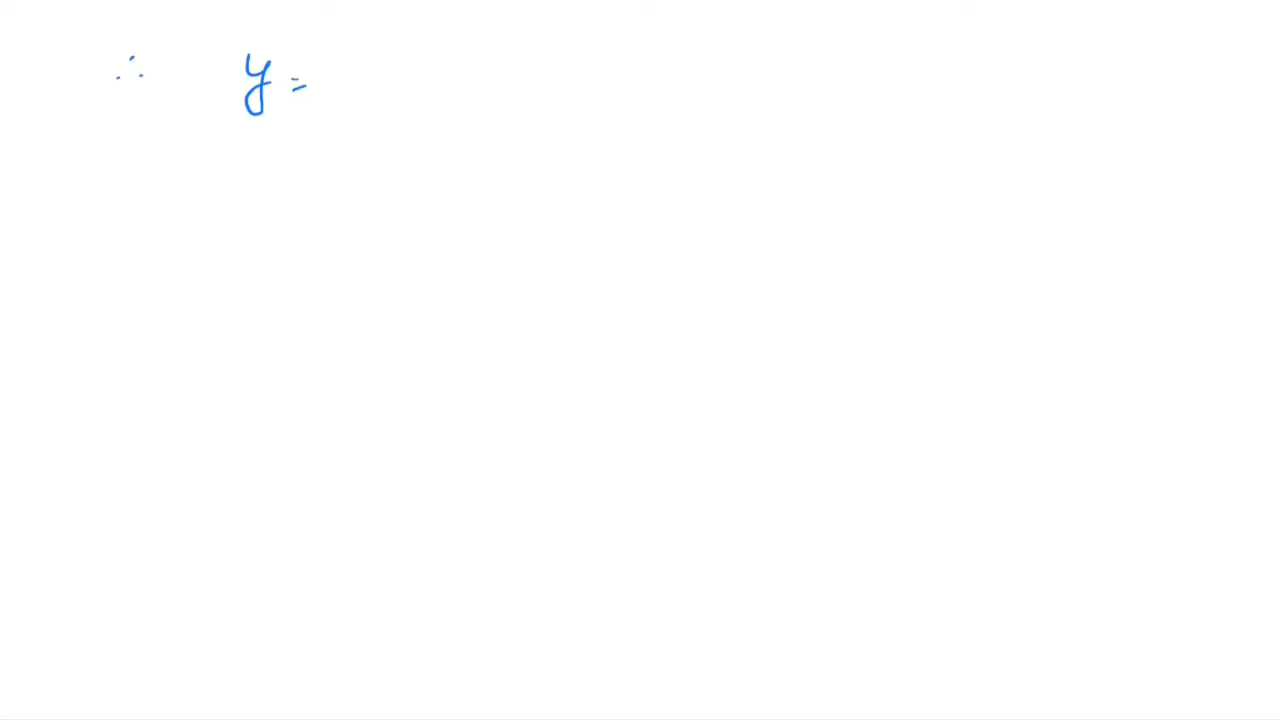 ∴ y =